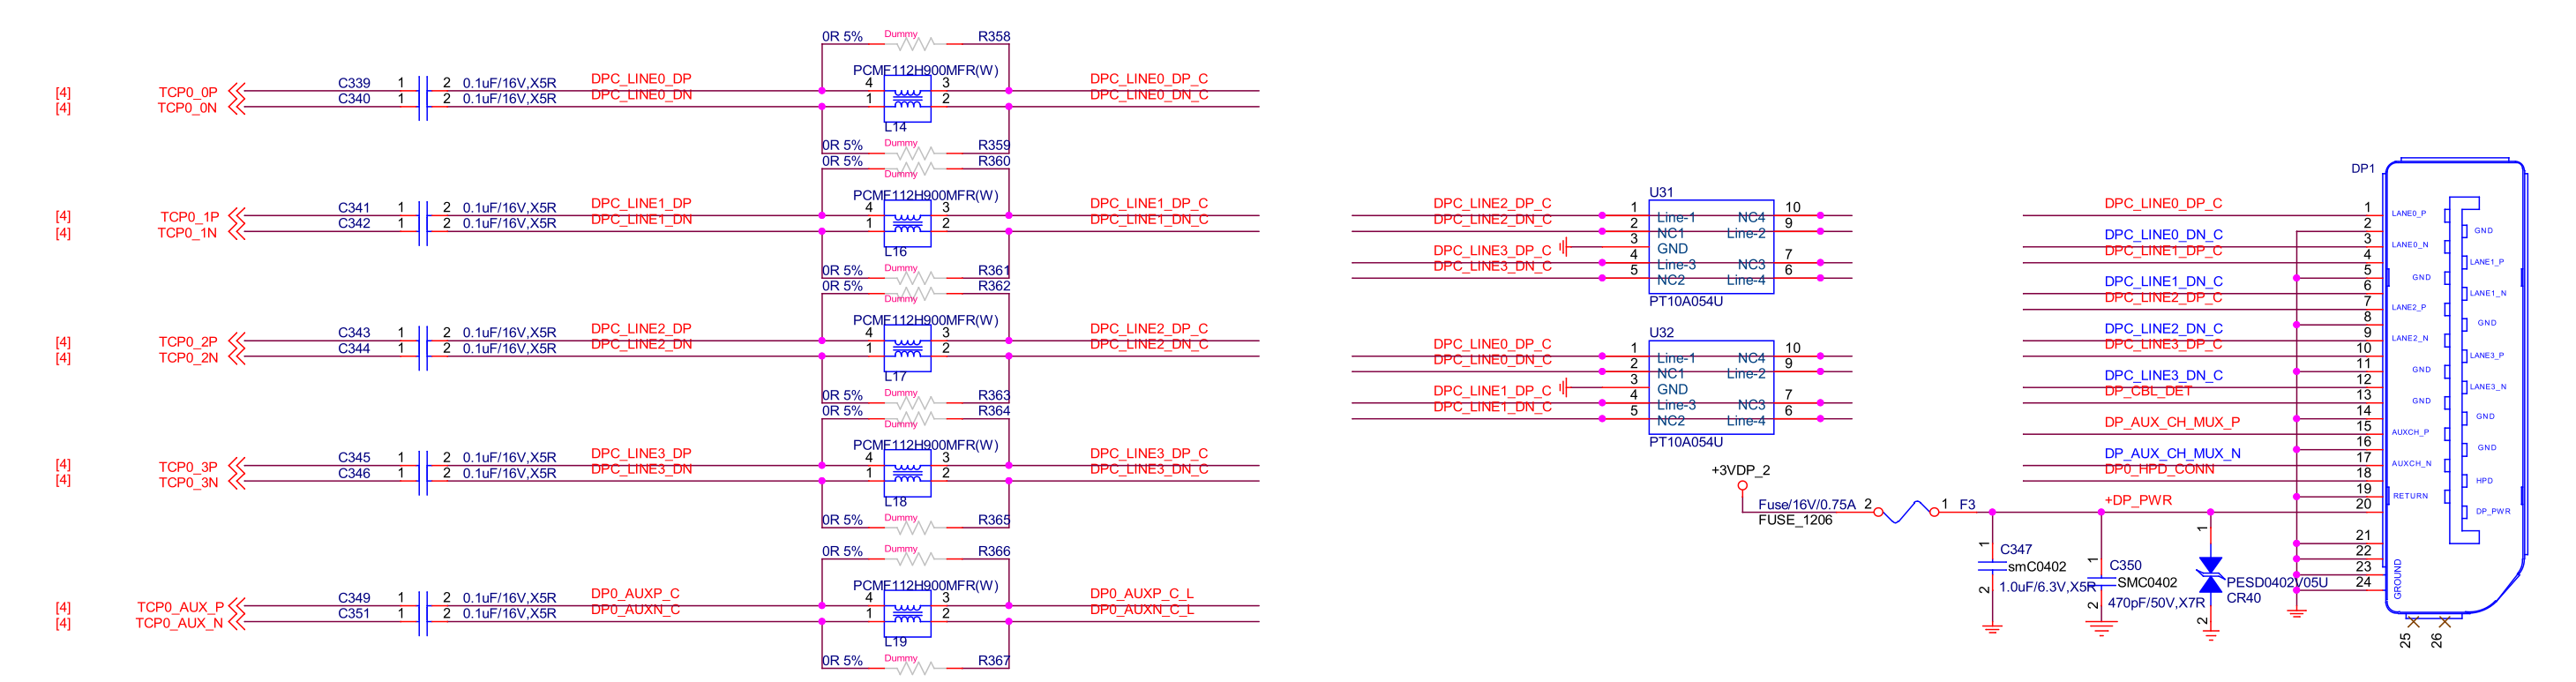 0R 5% Dummy R358
PCMF112H900MFR(W)
[4] TCP0_0P C339 1 2 0.1uF/16V,X5R DPC_LINE0_DP 4 3 DPC_LINE0_DP_C
[4] TCP0_0N C340 1 2 0.1uF/16V,X5R DPC_LINE0_DN 1 2 DPC_LINE0_DN_C
L14
0R 5% Dummy R359
0R 5% Dummy R360
PCMF112H900MFR(W)
[4] TCP0_1P C341 1 2 0.1uF/16V,X5R DPC_LINE1_DP 4 3 DPC_LINE1_DP_C
[4] TCP0_1N C342 1 2 0.1uF/16V,X5R DPC_LINE1_DN 1 2 DPC_LINE1_DN_C
L16
0R 5% Dummy R361
0R 5% Dummy R362
PCMF112H900MFR(W)
[4] TCP0_2P C343 1 2 0.1uF/16V,X5R DPC_LINE2_DP 4 3 DPC_LINE2_DP_C
[4] TCP0_2N C344 1 2 0.1uF/16V,X5R DPC_LINE2_DN 1 2 DPC_LINE2_DN_C
L17
0R 5% Dummy R363
0R 5% Dummy R364
PCMF112H900MFR(W)
[4] TCP0_3P C345 1 2 0.1uF/16V,X5R DPC_LINE3_DP 4 3 DPC_LINE3_DP_C
[4] TCP0_3N C346 1 2 0.1uF/16V,X5R DPC_LINE3_DN 1 2 DPC_LINE3_DN_C
L18
0R 5% Dummy R365
0R 5% Dummy R366
PCMF112H900MFR(W)
[4] TCP0_AUX_P C349 1 2 0.1uF/16V,X5R DP0_AUXP_C 4 3 DP0_AUXP_C_L
[4] TCP0_AUX_N C351 1 2 0.1uF/16V,X5R DP0_AUXN_C 1 2 DP0_AUXN_C_L
L19
0R 5% Dummy R367
U31
DPC_LINE2_DP_C 1 Line-1 NC4 10
DPC_LINE2_DN_C 2 NC1 Line-2 9
3 GND
DPC_LINE3_DP_C 4 Line-3 NC3 7
DPC_LINE3_DN_C 5 NC2 Line-4 6
PT10A054U
U32
DPC_LINE0_DP_C 1 Line-1 NC4 10
DPC_LINE0_DN_C 2 NC1 Line-2 9
3 GND
DPC_LINE1_DP_C 4 Line-3 NC3 7
DPC_LINE1_DN_C 5 NC2 Line-4 6
PT10A054U
+3VDP_2
Fuse/16V/0.75A 2 1 F3
FUSE_1206
1 C347
smC0402
1.0uF/6.3V,X5R
2
1 C350
SMC0402
470pF/50V,X7R
2
1
PESD0402V05U
CR40
2
DP1
DPC_LINE0_DP_C 1 LANE0_P
2 GND
DPC_LINE0_DN_C 3 LANE0_N
DPC_LINE1_DP_C 4 LANE1_P
5 GND
DPC_LINE1_DN_C 6 LANE1_N
DPC_LINE2_DP_C 7 LANE2_P
8 GND
DPC_LINE2_DN_C 9 LANE2_N
DPC_LINE3_DP_C 10 LANE3_P
11 GND
DPC_LINE3_DN_C 12 LANE3_N
DP_CBL_DET 13 GND
14 GND
DP_AUX_CH_MUX_P 15 AUXCH_P
16 GND
DP_AUX_CH_MUX_N 17 AUXCH_N
DP0_HPD_CONN 18 HPD
19 RETURN
+DP_PWR 20 DP_PWR
21
22
23
24
GROUND
25 26